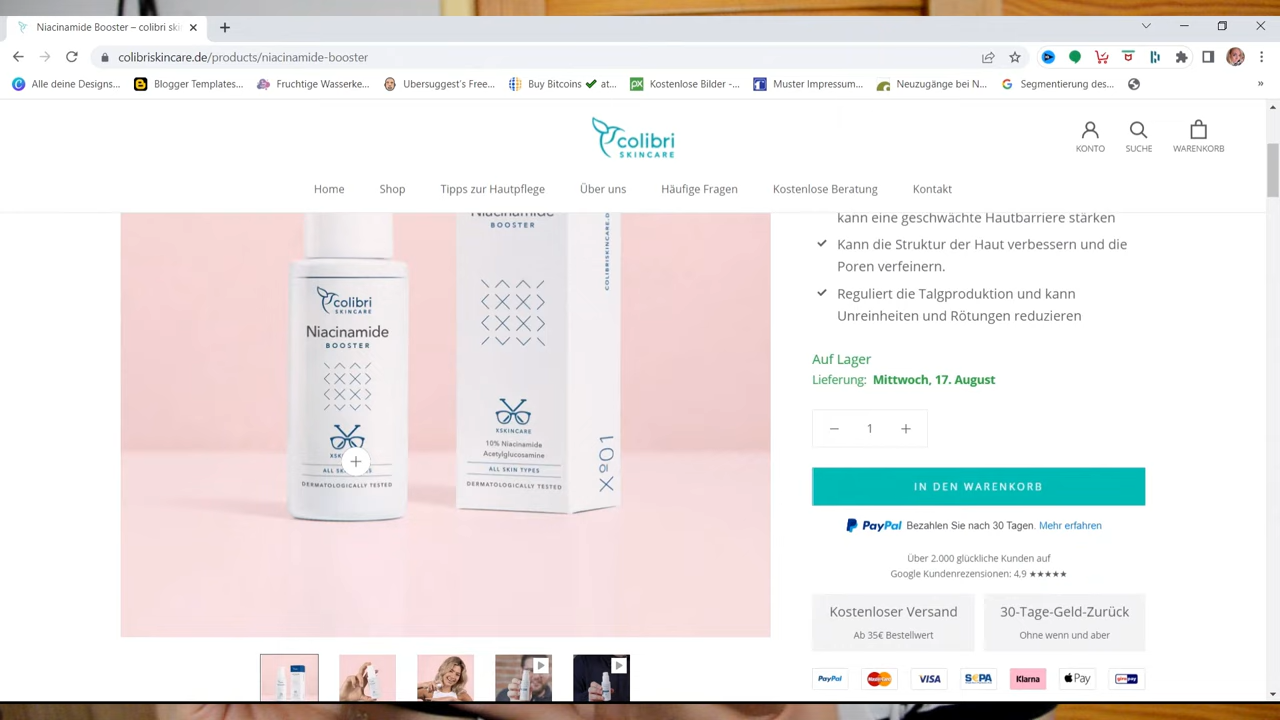 Niacinamide Booster – colibri ski
colibriskincare.de/products/niacinamide-booster
Alle deine Designs...
Blogger Templates...
Fruchtige Wasserke...
Ubersuggest's Free...
Buy Bitcoins ✔ at...
Kostenlose Bilder -...
Muster Impressum...
Neuzugänge bei N...
Segmentierung des...
»
colibri
SKINCARE
KONTO
SUCHE
WARENKORB
Home
Shop
Tipps zur Hautpflege
Über uns
Häufige Fragen
Kostenlose Beratung
Kontakt
Niacinamide
BOOSTER
COLIBRISKINCARE.D
colibri
SKINCARE
Niacinamide
BOOSTER
ALL SK
DERMATOLOGICALLY TESTED
XSKINCARE
10% Niacinamide
Acetylglucosamine
ALL SKIN TYPES
DERMATOLOGICALLY TESTED
Xº01
kann eine geschwächte Hautbarriere stärken
Kann die Struktur der Haut verbessern und die
Poren verfeinern.
Reguliert die Talgproduktion und kann
Unreinheiten und Rötungen reduzieren
Auf Lager
Lieferung: Mittwoch, 17. August
− 1 +
IN DEN WARENKORB
PayPal Bezahlen Sie nach 30 Tagen. Mehr erfahren
Über 2.000 glückliche Kunden auf
Google Kundenrezensionen: 4,9 ★★★★★
Kostenloser Versand
Ab 35€ Bestellwert
30-Tage-Geld-Zurück
Ohne wenn und aber
PayPal
MasterCard
VISA
SEPA
Klarna
Pay
giropay